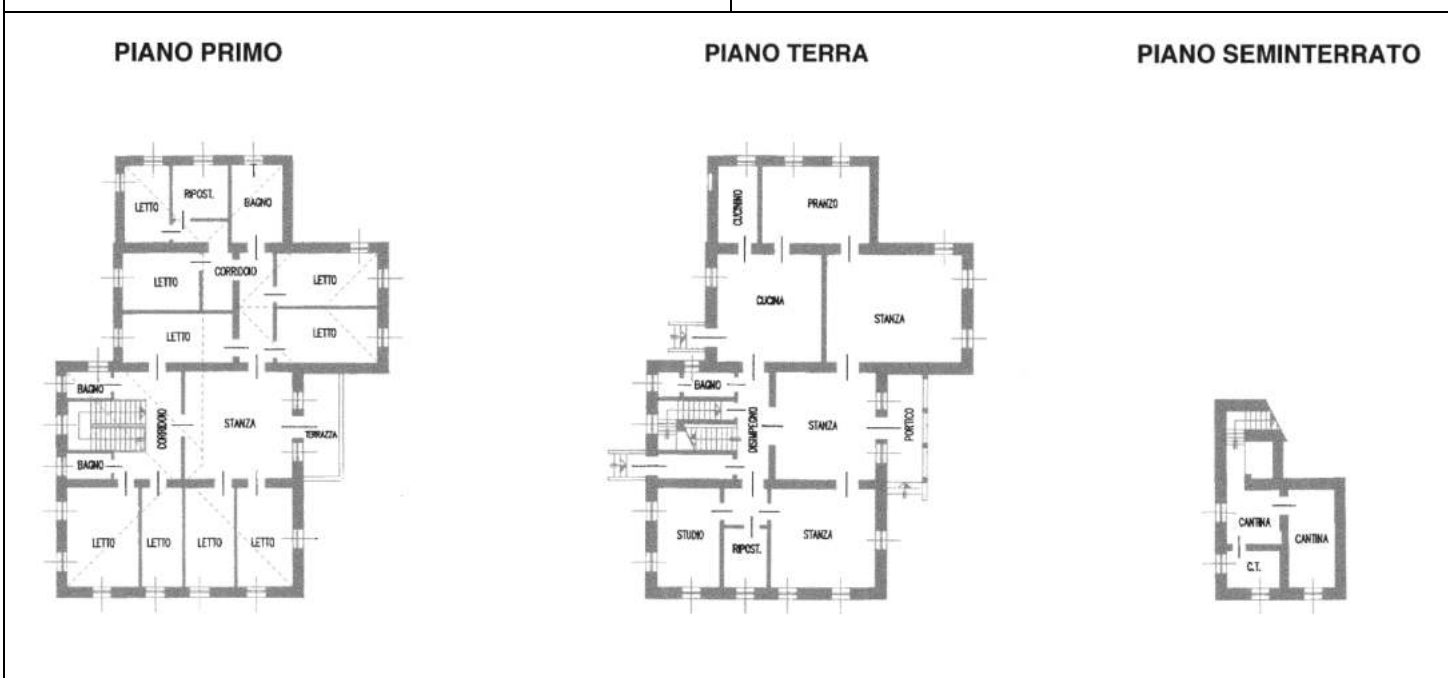 PIANO PRIMO
PIANO TERRA
PIANO SEMINTERRATO
LETTO
RIPOST.
BAGNO
CORRIDOIO
LETTO
LETTO
LETTO
LETTO
BAGNO
CORRIDOIO
STANZA
TERRAZZA
BAGNO
LETTO
LETTO
LETTO
LETTO
CUCININO
PRANZO
CUCINA
STANZA
BAGNO
DISIMPEGNO
STANZA
PORTICO
STUDIO
RIPOST.
STANZA
CANTINA
CANTINA
C.T.